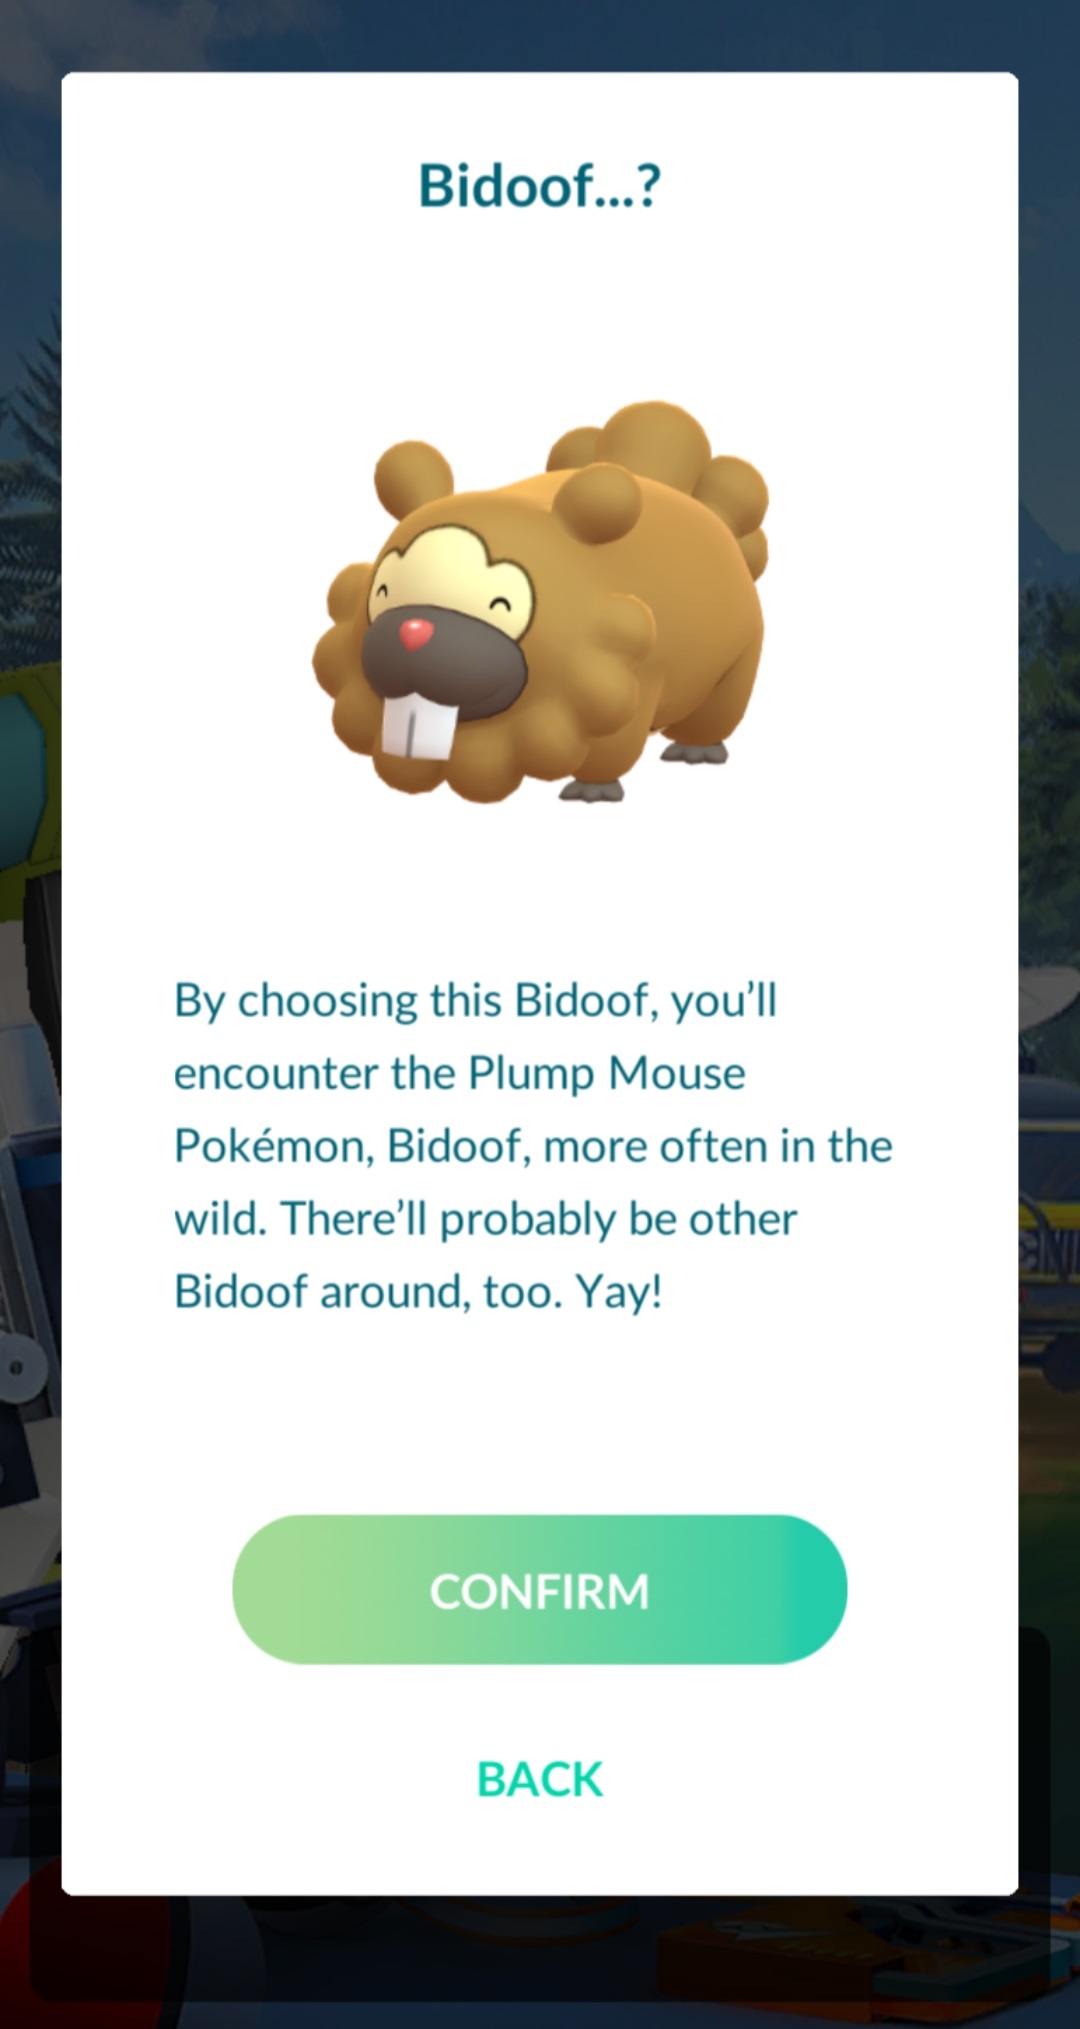 Bidoof...?
By choosing this Bidoof, you’ll
encounter the Plump Mouse
Pokémon, Bidoof, more often in the
wild. There’ll probably be other
Bidoof around, too. Yay!
CONFIRM
BACK